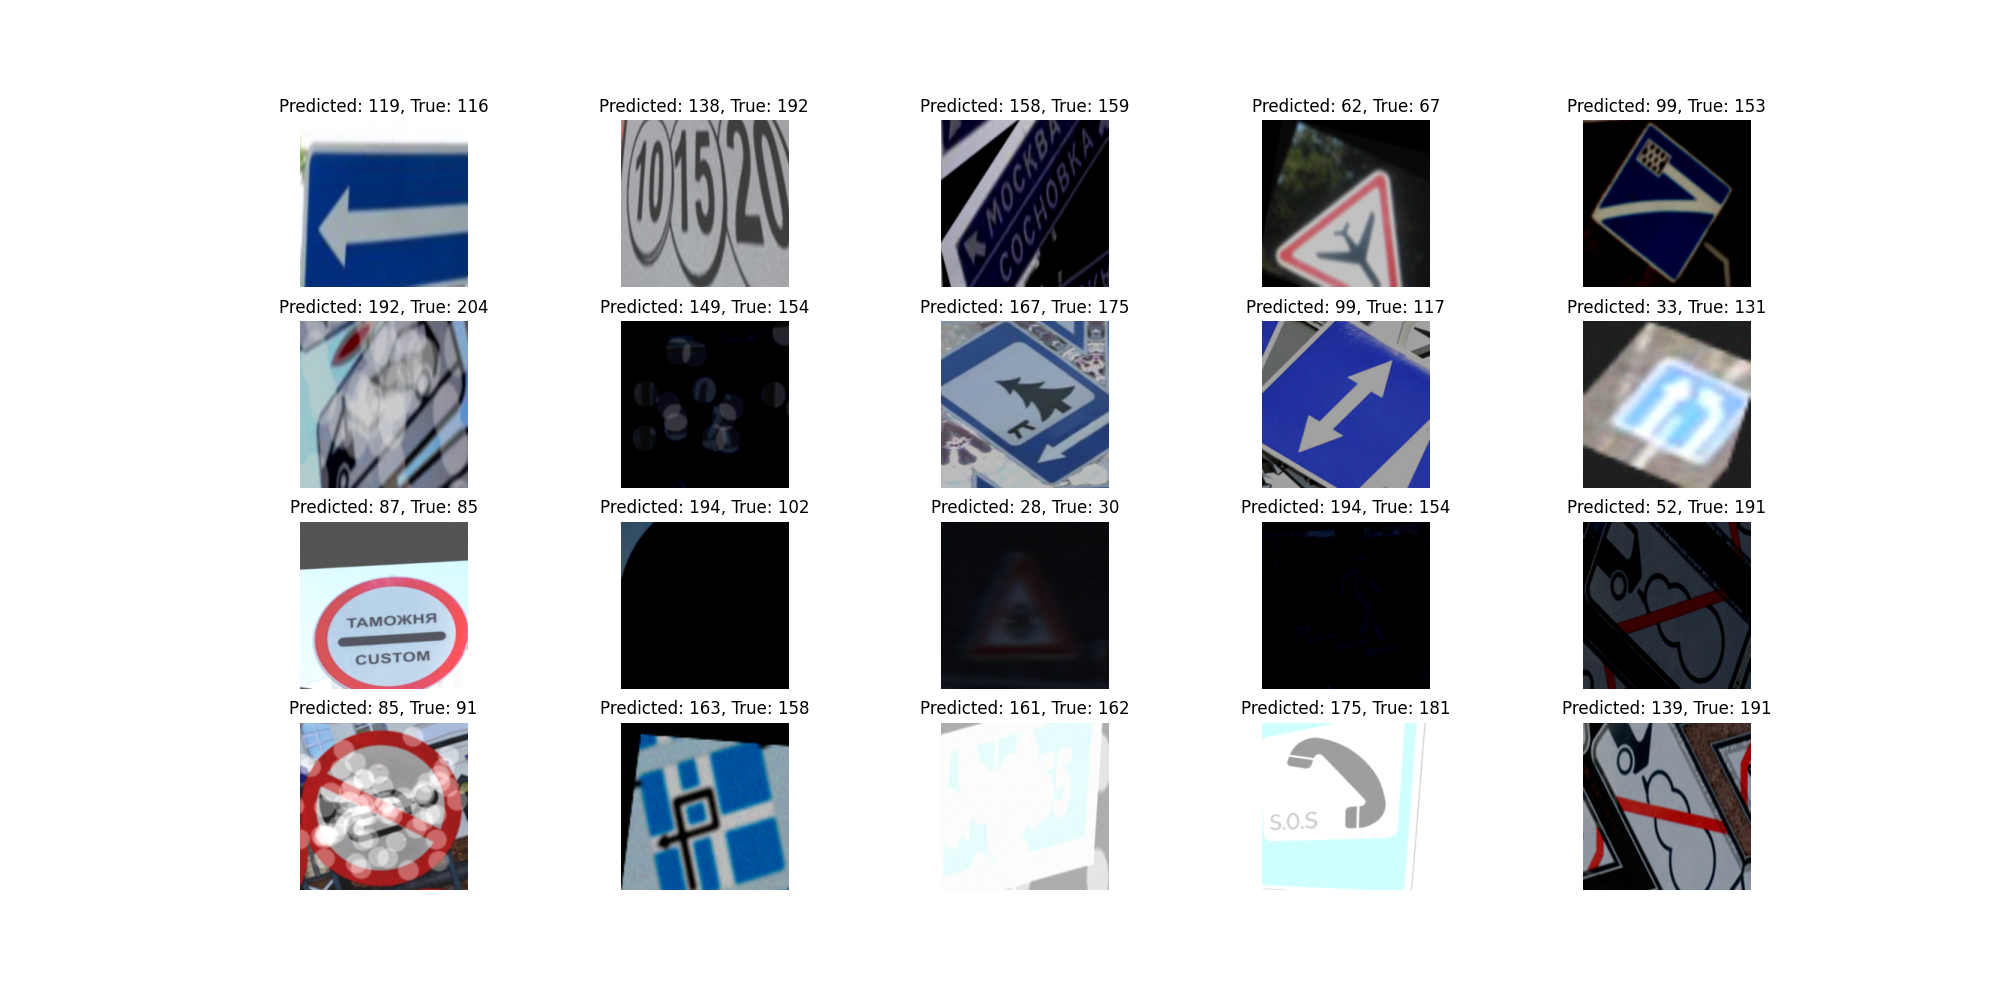 Predicted: 119, True: 116
Predicted: 138, True: 192
Predicted: 158, True: 159
Predicted: 62, True: 67
Predicted: 99, True: 153
10 15 20
МОСКВА
СОСНОВКА
Predicted: 192, True: 204
Predicted: 149, True: 154
Predicted: 167, True: 175
Predicted: 99, True: 117
Predicted: 33, True: 131
Predicted: 87, True: 85
Predicted: 194, True: 102
Predicted: 28, True: 30
Predicted: 194, True: 154
Predicted: 52, True: 191
ТАМОЖНЯ
CUSTOM
Predicted: 85, True: 91
Predicted: 163, True: 158
Predicted: 161, True: 162
Predicted: 175, True: 181
Predicted: 139, True: 191
S.O.S